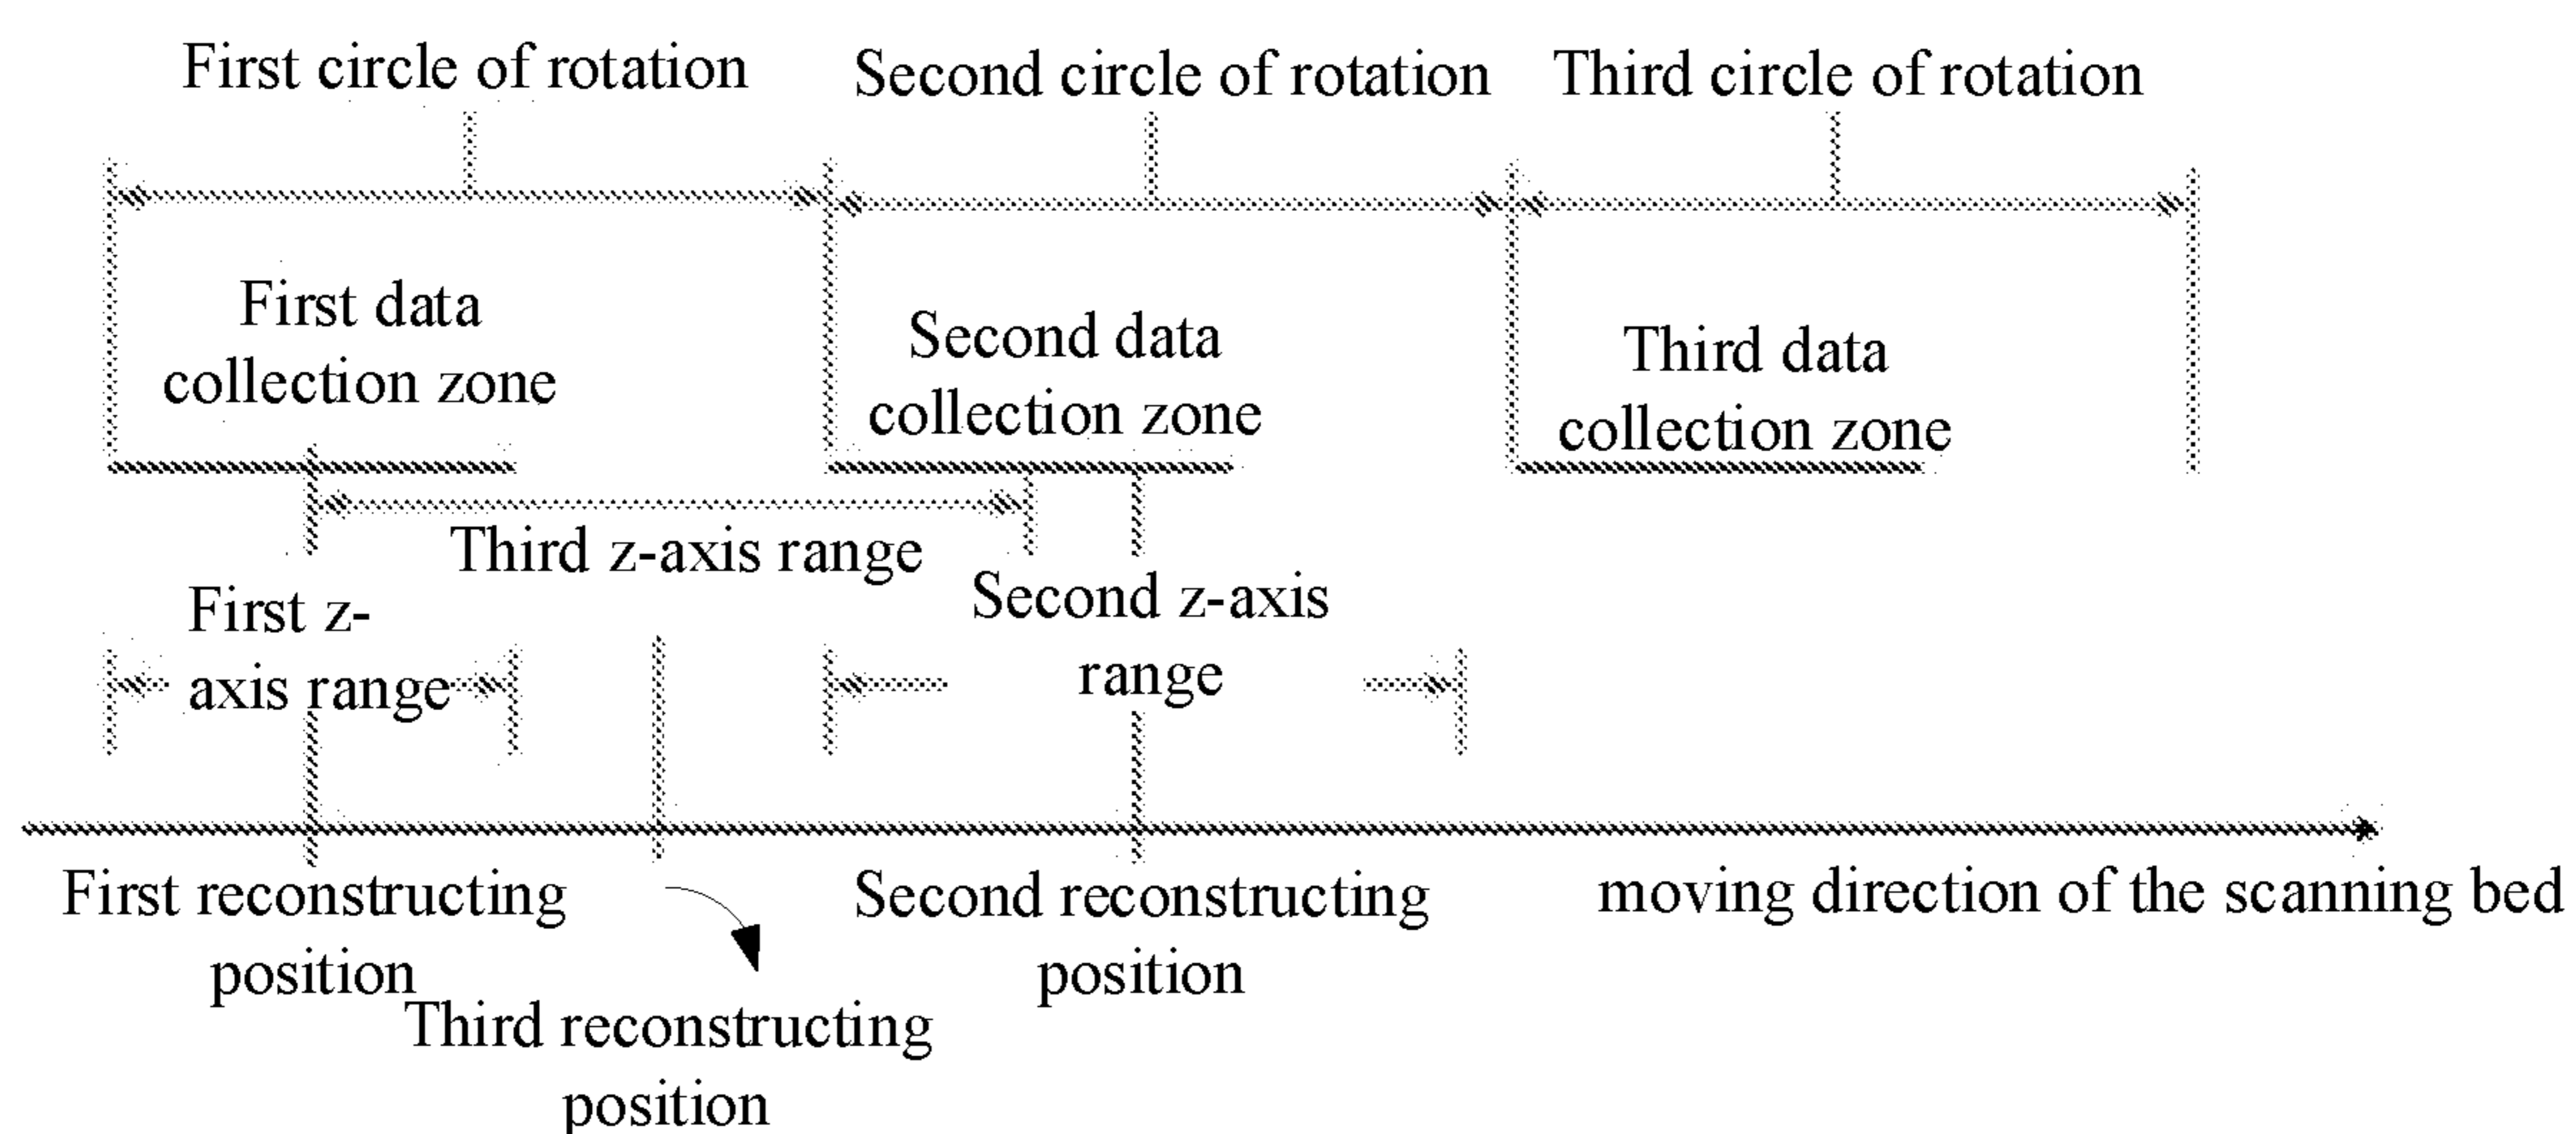 First circle of rotation
Second circle of rotation
Third circle of rotation
First data
collection zone
Second data
collection zone
Third data
collection zone
Third z-axis range
First z-
axis range
Second z-axis
range
First reconstructing
position
Second reconstructing
position
moving direction of the scanning bed
Third reconstructing
position